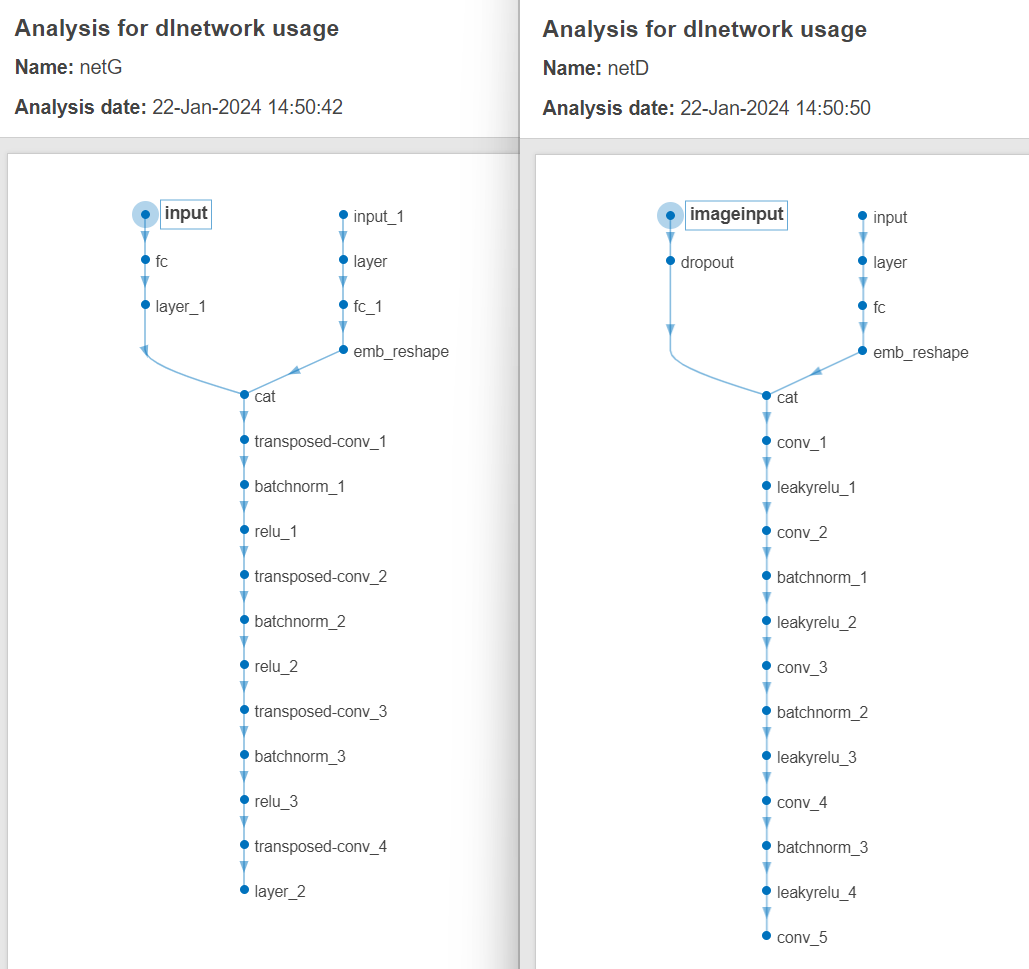 Analysis for dlnetwork usage
Name: netG
Analysis date: 22-Jan-2024 14:50:42
input
input_1
fc
layer
layer_1
fc_1
emb_reshape
cat
transposed-conv_1
batchnorm_1
relu_1
transposed-conv_2
batchnorm_2
relu_2
transposed-conv_3
batchnorm_3
relu_3
transposed-conv_4
layer_2
Analysis for dlnetwork usage
Name: netD
Analysis date: 22-Jan-2024 14:50:50
imageinput
input
dropout
layer
fc
emb_reshape
cat
conv_1
leakyrelu_1
conv_2
batchnorm_1
leakyrelu_2
conv_3
batchnorm_2
leakyrelu_3
conv_4
batchnorm_3
leakyrelu_4
conv_5